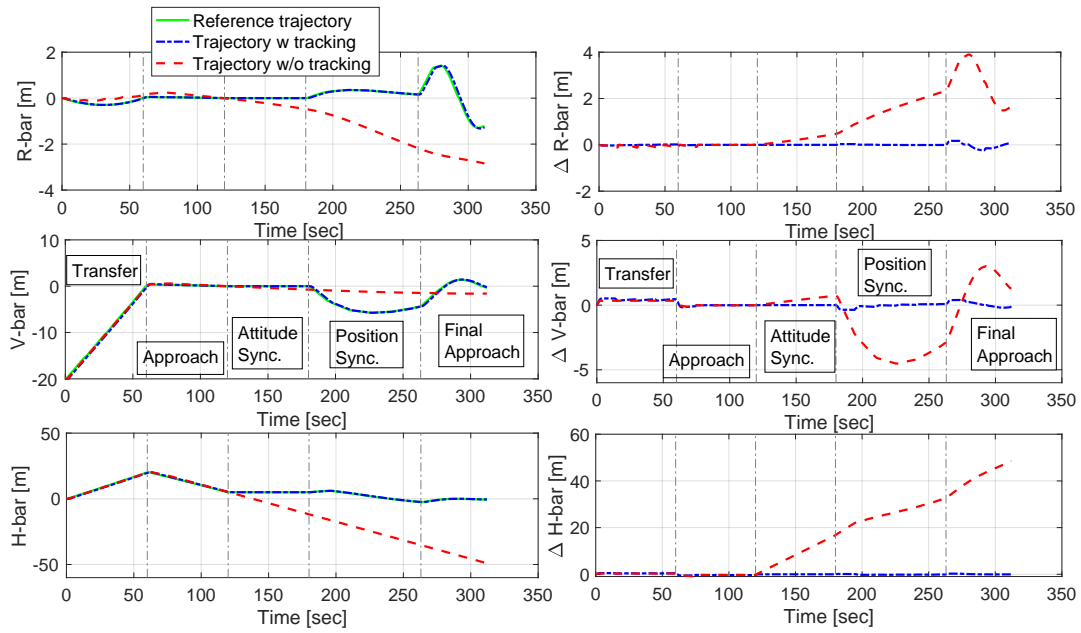 Reference trajectory
Trajectory w tracking
Trajectory w/o tracking
2
0
-2
-4
R-bar [m]
0 50 100 150 200 250 300 350
Time [sec]
4
2
0
-2
Δ R-bar [m]
0 50 100 150 200 250 300 350
Time [sec]
10
0
-10
-20
V-bar [m]
Transfer
Approach
Attitude
Sync.
Position
Sync.
Final
Approach
0 50 100 150 200 250 300 350
Time [sec]
5
0
-5
Δ V-bar [m]
Transfer
Approach
Attitude
Sync.
Position
Sync.
Final
Approach
0 50 100 150 200 250 300 350
Time [sec]
50
0
-50
H-bar [m]
0 50 100 150 200 250 300 350
Time [sec]
60
40
20
0
Δ H-bar [m]
0 50 100 150 200 250 300 350
Time [sec]